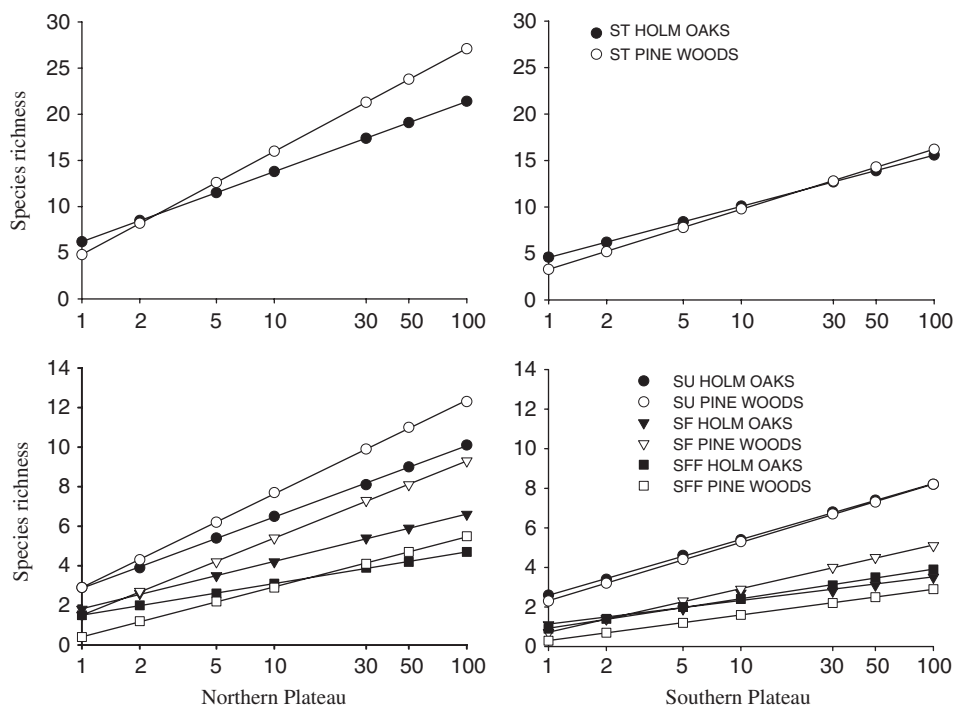 30
25
20
15
10
5
0
Species richness
1 2 5 10 30 50 100
30
25
20
15
10
5
0
ST HOLM OAKS
ST PINE WOODS
1 2 5 10 30 50 100
14
12
10
8
6
4
2
0
Species richness
1 2 5 10 30 50 100
Northern Plateau
14
12
10
8
6
4
2
0
SU HOLM OAKS
SU PINE WOODS
SF HOLM OAKS
SF PINE WOODS
SFF HOLM OAKS
SFF PINE WOODS
1 2 5 10 30 50 100
Southern Plateau